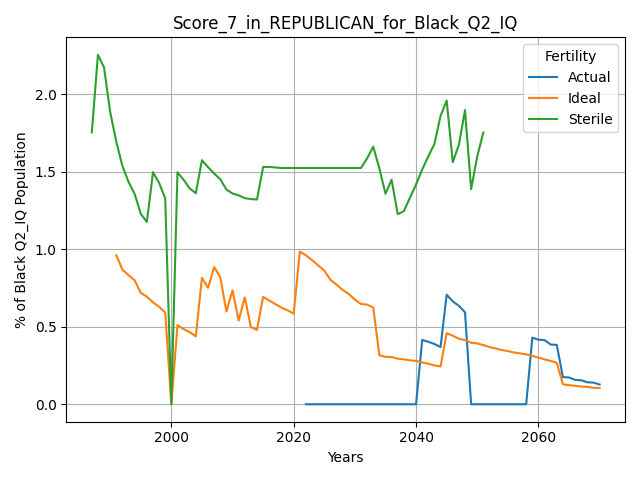 Score_7_in_REPUBLICAN_for_Black_Q2_IQ
Fertility
Actual
Ideal
Sterile
% of Black Q2_IQ Population
2.0
1.5
1.0
0.5
0.0
2000 2020 2040 2060
Years